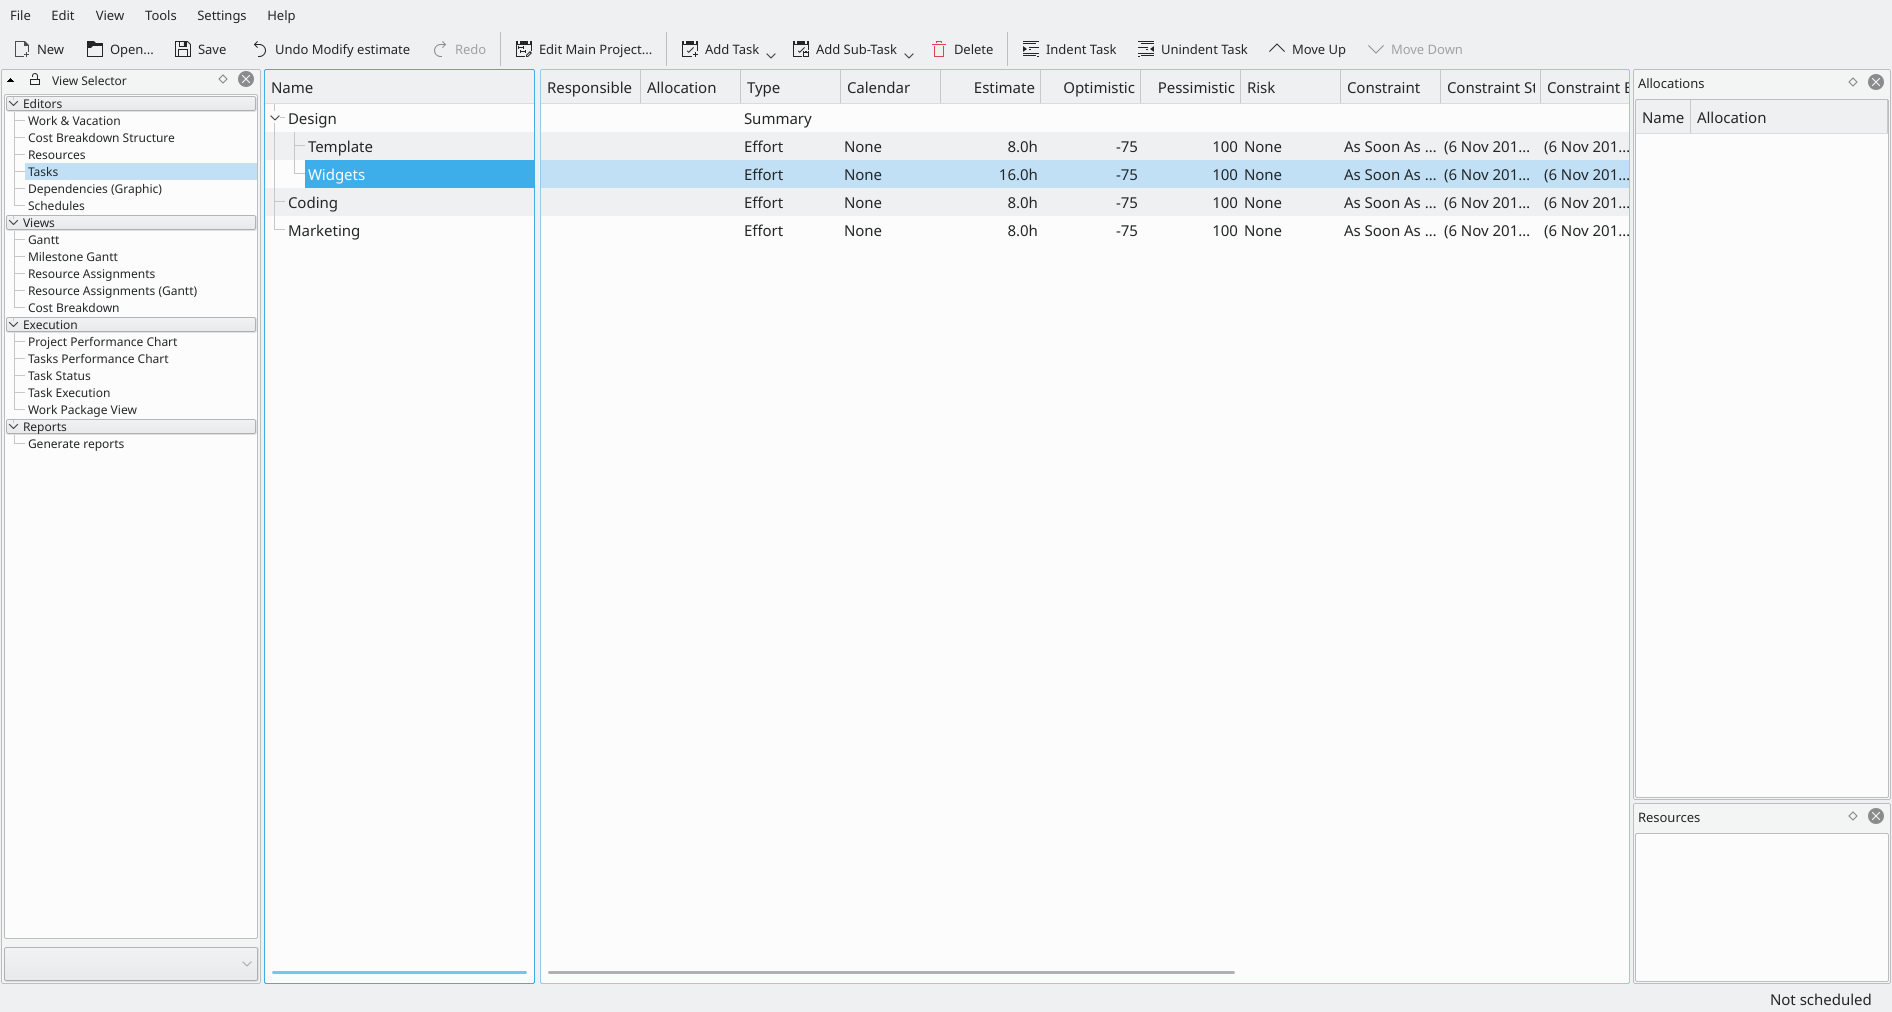 File Edit View Tools Settings Help
New Open... Save Undo Modify estimate Redo Edit Main Project... Add Task Add Sub-Task Delete Indent Task Unindent Task Move Up Move Down
View Selector
Editors
Work & Vacation
Cost Breakdown Structure
Resources
Tasks
Dependencies (Graphic)
Schedules
Views
Gantt
Milestone Gantt
Resource Assignments
Resource Assignments (Gantt)
Cost Breakdown
Execution
Project Performance Chart
Tasks Performance Chart
Task Status
Task Execution
Work Package View
Reports
Generate reports
Name Responsible Allocation Type Calendar Estimate Optimistic Pessimistic Risk Constraint Constraint St Constraint E
Design Summary
Template Effort None 8.0h -75 100 None As Soon As ... (6 Nov 201... (6 Nov 201...
Widgets Effort None 16.0h -75 100 None As Soon As ... (6 Nov 201... (6 Nov 201...
Coding Effort None 8.0h -75 100 None As Soon As ... (6 Nov 201... (6 Nov 201...
Marketing Effort None 8.0h -75 100 None As Soon As ... (6 Nov 201... (6 Nov 201...
Allocations
Name Allocation
Resources
Not scheduled